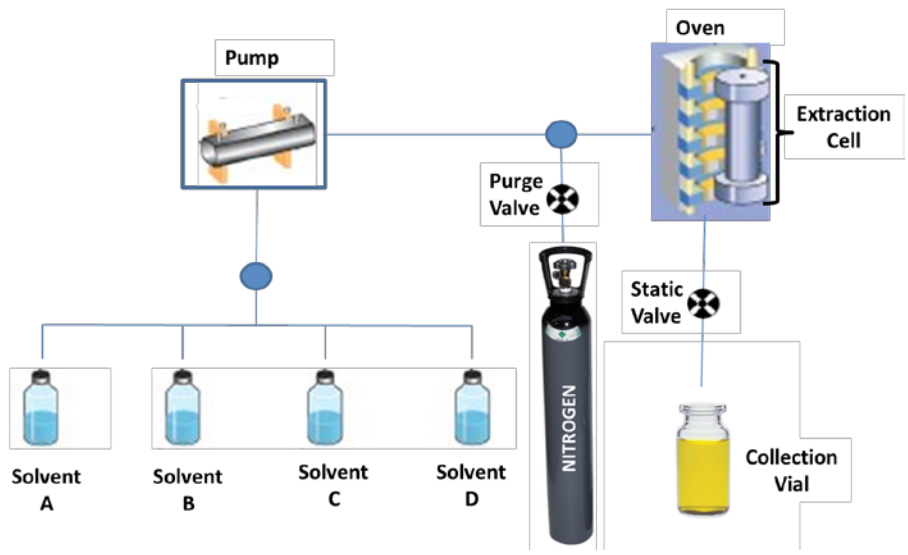 Oven
Pump
Extraction
Cell
Purge
Valve
Static
Valve
NITROGEN
Collection
Vial
Solvent
A
Solvent
B
Solvent
C
Solvent
D